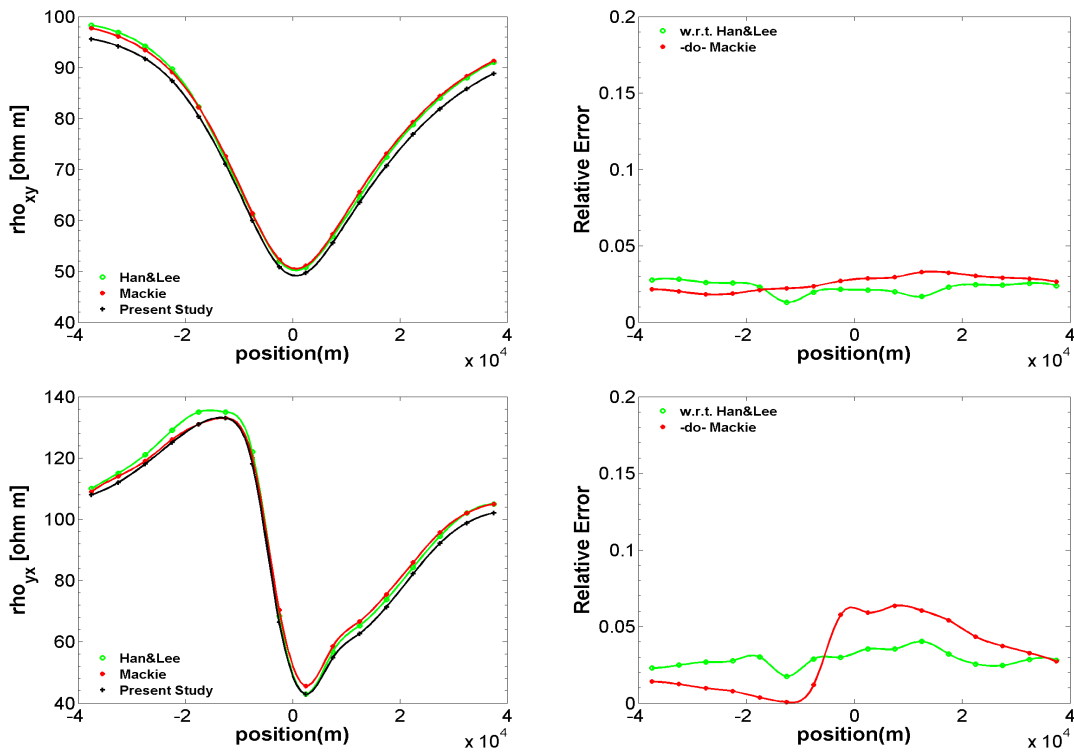 100
90
80
70
60
50
40
rho_xy [ohm m]
Han&Lee
Mackie
Present Study
-4 -2 0 2 4
position(m)
x 10^4
0.2
0.15
0.1
0.05
0
Relative Error
w.r.t. Han&Lee
-do- Mackie
-4 -2 0 2 4
position(m)
x 10^4
140
120
100
80
60
40
rho_yx [ohm m]
Han&Lee
Mackie
Present Study
-4 -2 0 2 4
position(m)
x 10^4
0.2
0.15
0.1
0.05
0
Relative Error
w.r.t. Han&Lee
-do- Mackie
-4 -2 0 2 4
position(m)
x 10^4